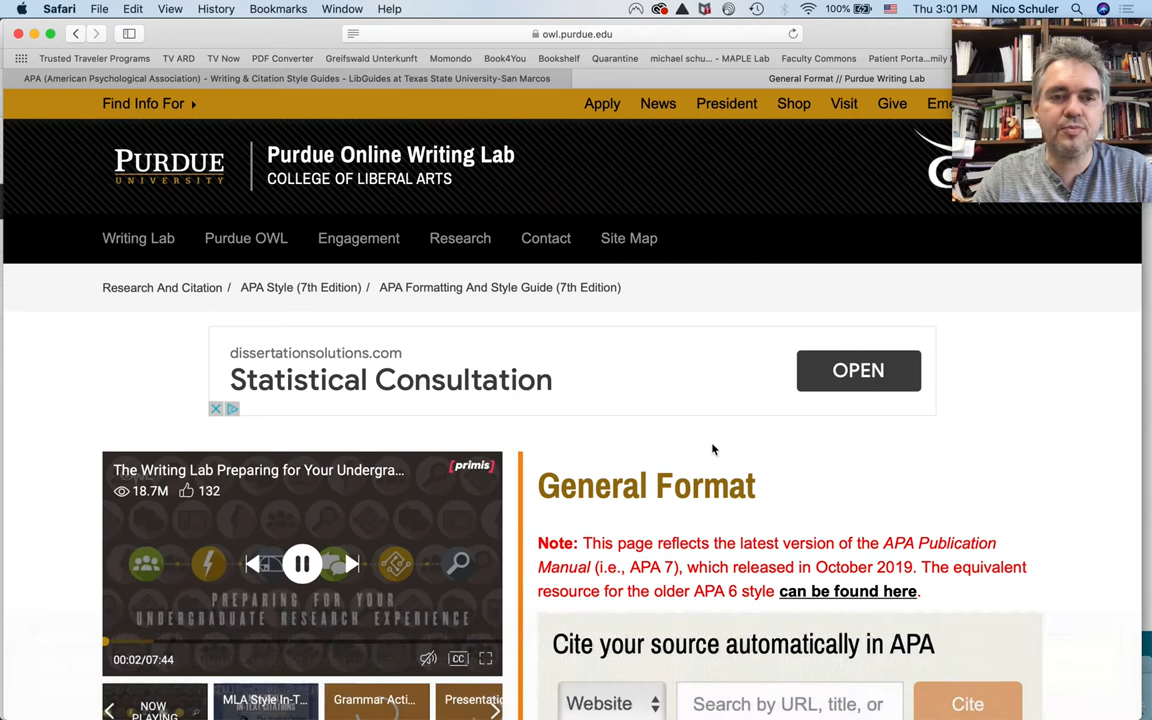 Safari File Edit View History Bookmarks Window Help 100% Thu 3:01 PM Nico Schuler
owl.purdue.edu
Trusted Traveler Programs TV ARD TV Now PDF Converter Greifswald Unterkunft Momondo Book4You Bookshelf Quarantine michael schu... – MAPLE Lab Faculty Commons Patient Porta...
APA (American Psychological Association) - Writing & Citation Style Guides - LibGuides at Texas State University-San Marcos General Format // Purdue Writing Lab
Find Info For Apply News President Shop Visit Give
PURDUE
UNIVERSITY
Purdue Online Writing Lab
COLLEGE OF LIBERAL ARTS
Writing Lab Purdue OWL Engagement Research Contact Site Map
Research And Citation / APA Style (7th Edition) / APA Formatting And Style Guide (7th Edition)
dissertationsolutions.com
Statistical Consultation
OPEN
The Writing Lab Preparing for Your Undergra...
[primis]
18.7M 132
PREPARING FOR YOUR
UNDERGRADUATE RESEARCH EXPERIENCE
00:02/07:44 CC
NOW
PLAYING
MLA Style In-T...
Grammar Acti...
Presentatio
General Format
Note: This page reflects the latest version of the APA Publication
Manual (i.e., APA 7), which released in October 2019. The equivalent
resource for the older APA 6 style can be found here.
Cite your source automatically in APA
Website Search by URL, title, or Cite